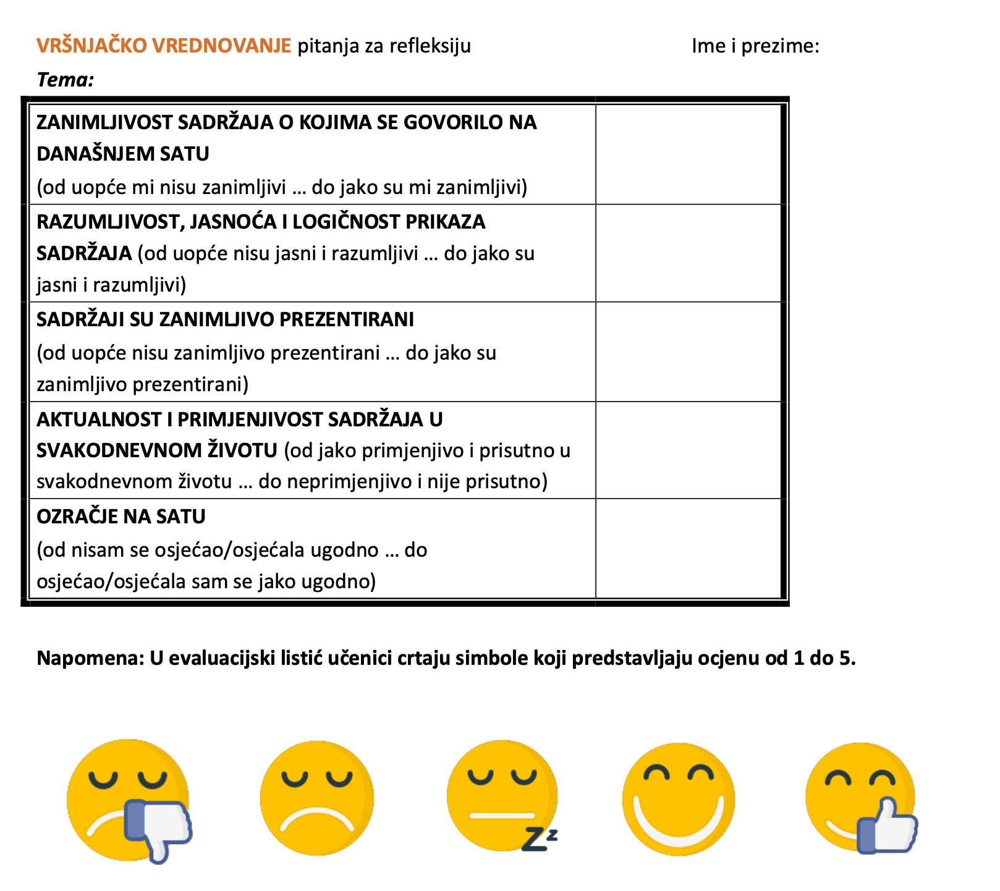 VRŠNJAČKO VREDNOVANJE pitanja za refleksiju Ime i prezime:
Tema:
ZANIMLJIVOST SADRŽAJA O KOJIMA SE GOVORILO NA
DANAŠNJEM SATU
(od uopće mi nisu zanimljivi ... do jako su mi zanimljivi)
RAZUMLJIVOST, JASNOĆA I LOGIČNOST PRIKAZA
SADRŽAJA (od uopće nisu jasni i razumljivi ... do jako su
jasni i razumljivi)
SADRŽAJI SU ZANIMLJIVO PREZENTIRANI
(od uopće nisu zanimljivo prezentirani ... do jako su
zanimljivo prezentirani)
AKTUALNOST I PRIMJENJIVOST SADRŽAJA U
SVAKODNEVNOM ŽIVOTU (od jako primjenjivo i prisutno u
svakodnevnom životu ... do neprimjenjivo i nije prisutno)
OZRAČJE NA SATU
(od nisam se osjećao/osjećala ugodno ... do
osjećao/osjećala sam se jako ugodno)
Napomena: U evaluacijski listić učenici crtaju simbole koji predstavljaju ocjenu od 1 do 5.
Zz